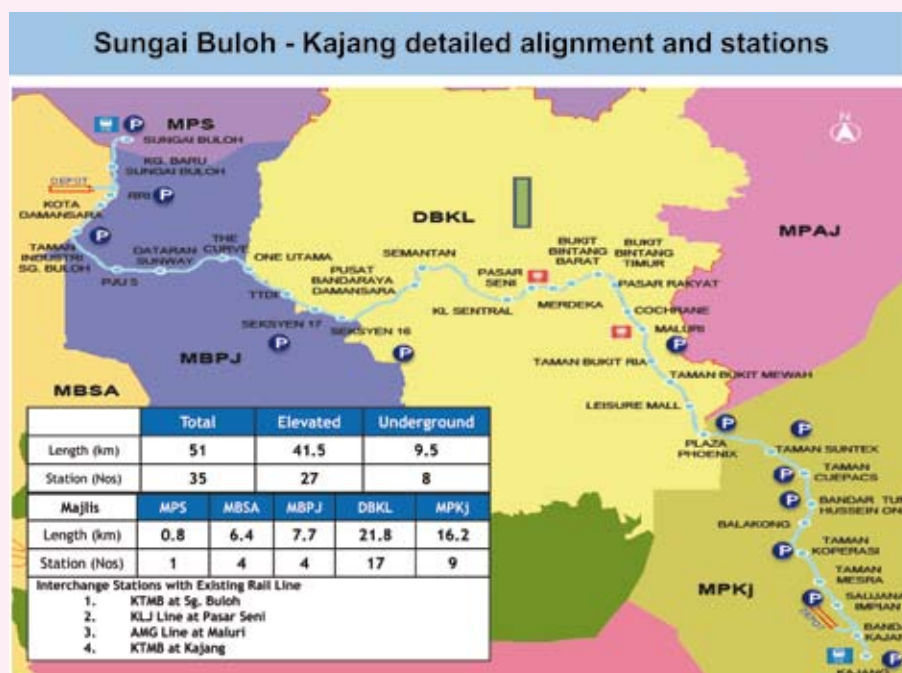 Sungai Buloh - Kajang detailed alignment and stations
MPS
SUNGAI BULOH
KG. BARU
SUNGAI BULOH
DEPOT
RRI
KOTA
DAMANSARA
TAMAN
INDUSTRI
SG. BULOH
PJU 5
DATARAN
SUNWAY
THE
CURVE
ONE UTAMA
TTDI
SEKSYEN 17
SEKSYEN 16
PUSAT
BANDARAYA
DAMANSARA
SEMANTAN
KL SENTRAL
PASAR
SENI
MERDEKA
BUKIT
BINTANG
BARAT
BUKIT
BINTANG
TIMUR
PASAR RAKYAT
COCHRANE
MALURI
TAMAN BUKIT RIA
TAMAN BUKIT MEWAH
LEISURE MALL
PLAZA
PHOENIX
TAMAN SUNTEX
TAMAN
CUEPACS
BANDAR TUN
HUSSEIN ON
BALAKONG
TAMAN
KOPERASI
TAMAN
MESRA
SAUJANA
IMPIAN
DEPOT
BANDA
KAJAN
KAJANG
DBKL
MPAJ
MBPJ
MBSA
MPKj
N
P
P
P
P
P
P
P
P
P
P
P
P
P
Total Elevated Underground
Length (km) 51 41.5 9.5
Station (Nos) 35 27 8
Majlis MPS MBSA MBPJ DBKL MPKj
Length (km) 0.8 6.4 7.7 21.8 16.2
Station (Nos) 1 4 4 17 9
Interchange Stations with Existing Rail Line
1. KTMB at Sg. Buloh
2. KLJ Line at Pasar Seni
3. AMG Line at Maluri
4. KTMB at Kajang